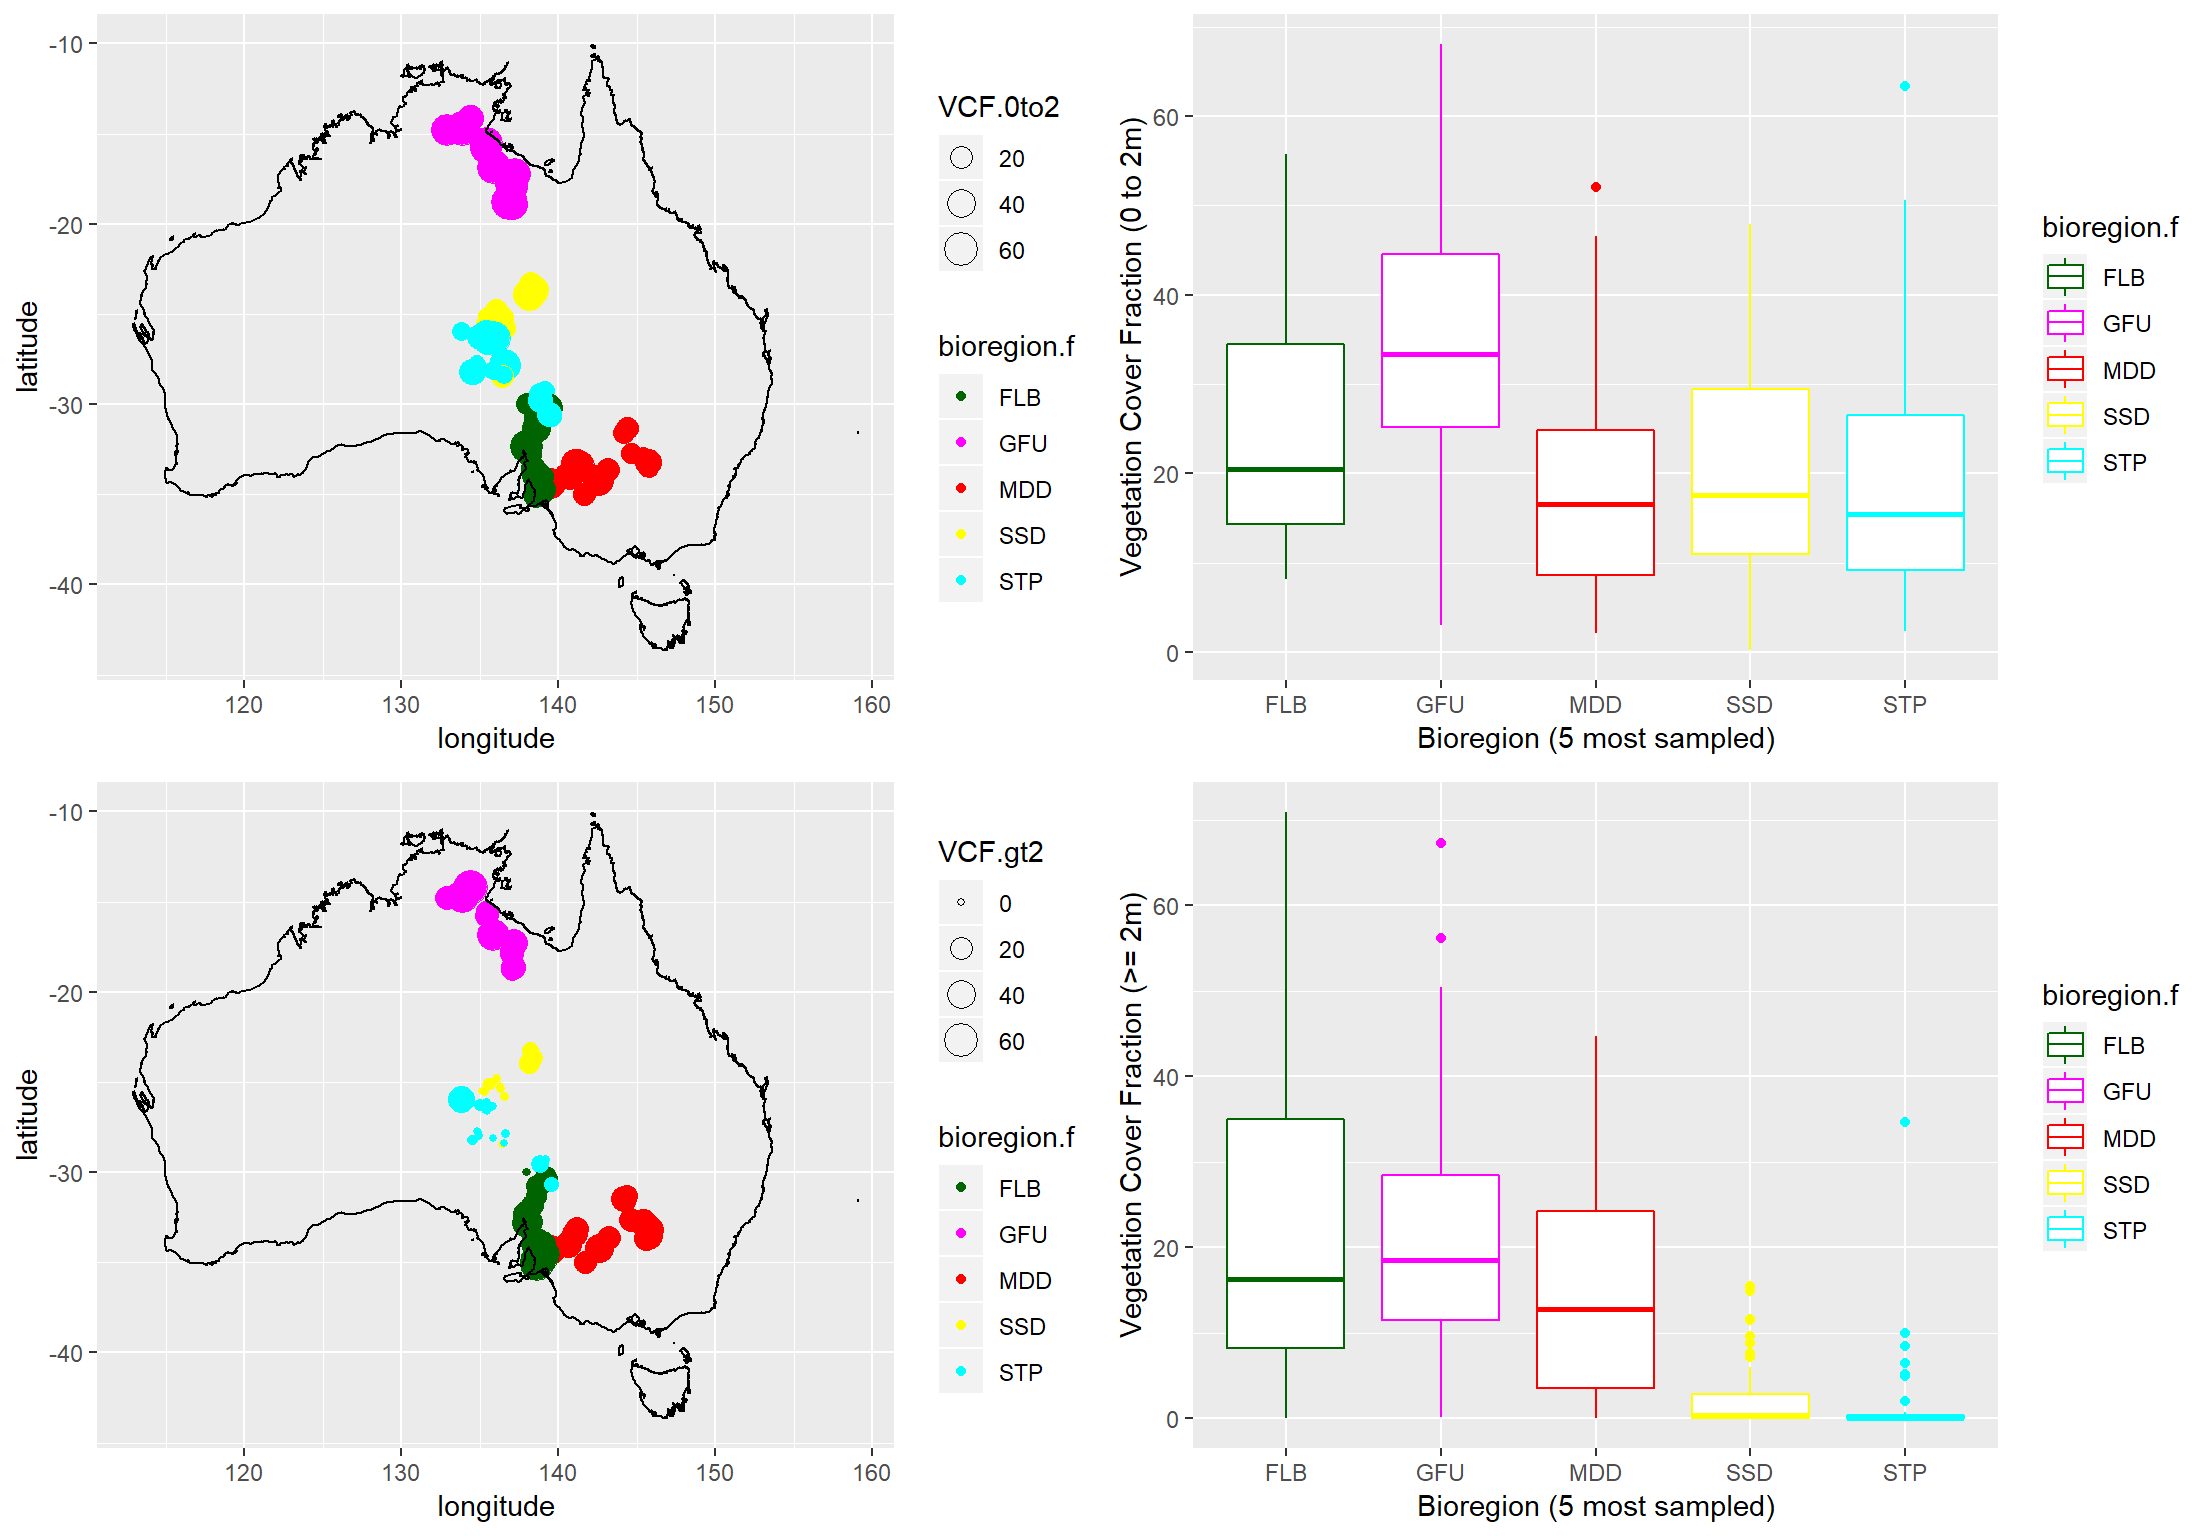 -10
-20
-30
-40
latitude
120
130
140
150
160
longitude
VCF.0to2
20
40
60
bioregion.f
FLB
GFU
MDD
SSD
STP
60
40
20
0
Vegetation Cover Fraction (0 to 2m)
FLB
GFU
MDD
SSD
STP
Bioregion (5 most sampled)
bioregion.f
FLB
GFU
MDD
SSD
STP
-10
-20
-30
-40
latitude
120
130
140
150
160
longitude
VCF.gt2
0
20
40
60
bioregion.f
FLB
GFU
MDD
SSD
STP
60
40
20
0
Vegetation Cover Fraction (>= 2m)
FLB
GFU
MDD
SSD
STP
Bioregion (5 most sampled)
bioregion.f
FLB
GFU
MDD
SSD
STP